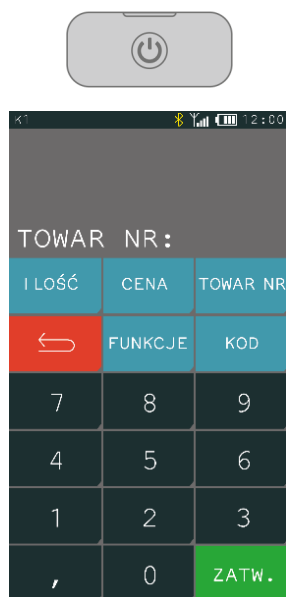 K1 12:00
TOWAR NR:
ILOŚĆ CENA TOWAR NR
FUNKCJE KOD
7 8 9
4 5 6
1 2 3
, 0 ZATW.